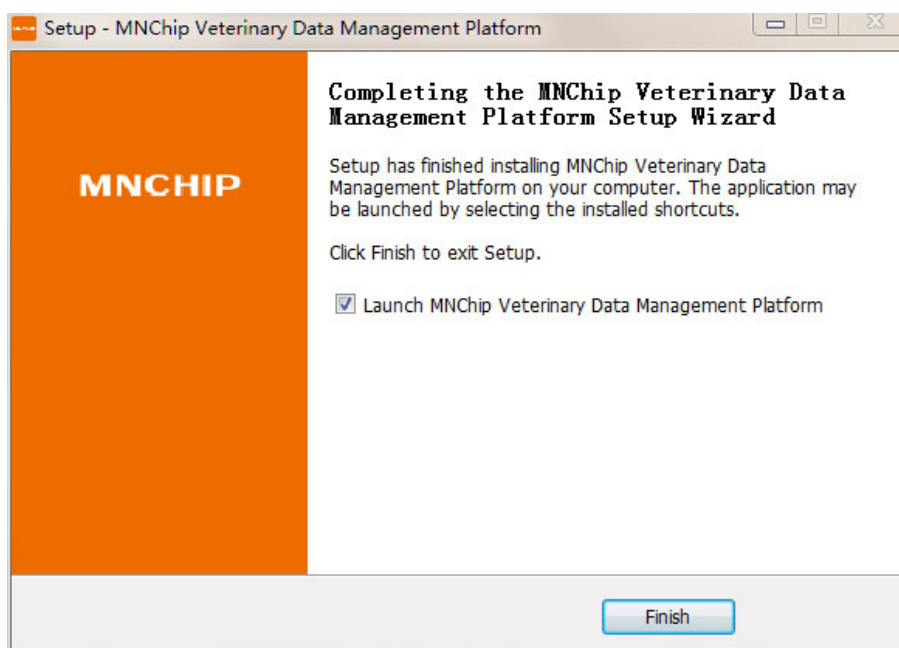 Setup - MNChip Veterinary Data Management Platform
MNCHIP
Completing the MNChip Veterinary Data
Management Platform Setup Wizard
Setup has finished installing MNChip Veterinary Data
Management Platform on your computer. The application may
be launched by selecting the installed shortcuts.
Click Finish to exit Setup.
Launch MNChip Veterinary Data Management Platform
Finish